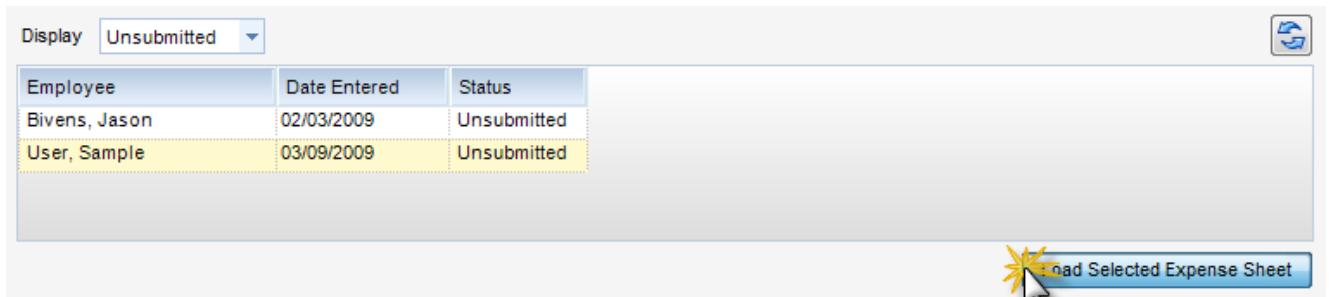 Display Unsubmitted
Employee Date Entered Status
Bivens, Jason 02/03/2009 Unsubmitted
User, Sample 03/09/2009 Unsubmitted
Load Selected Expense Sheet